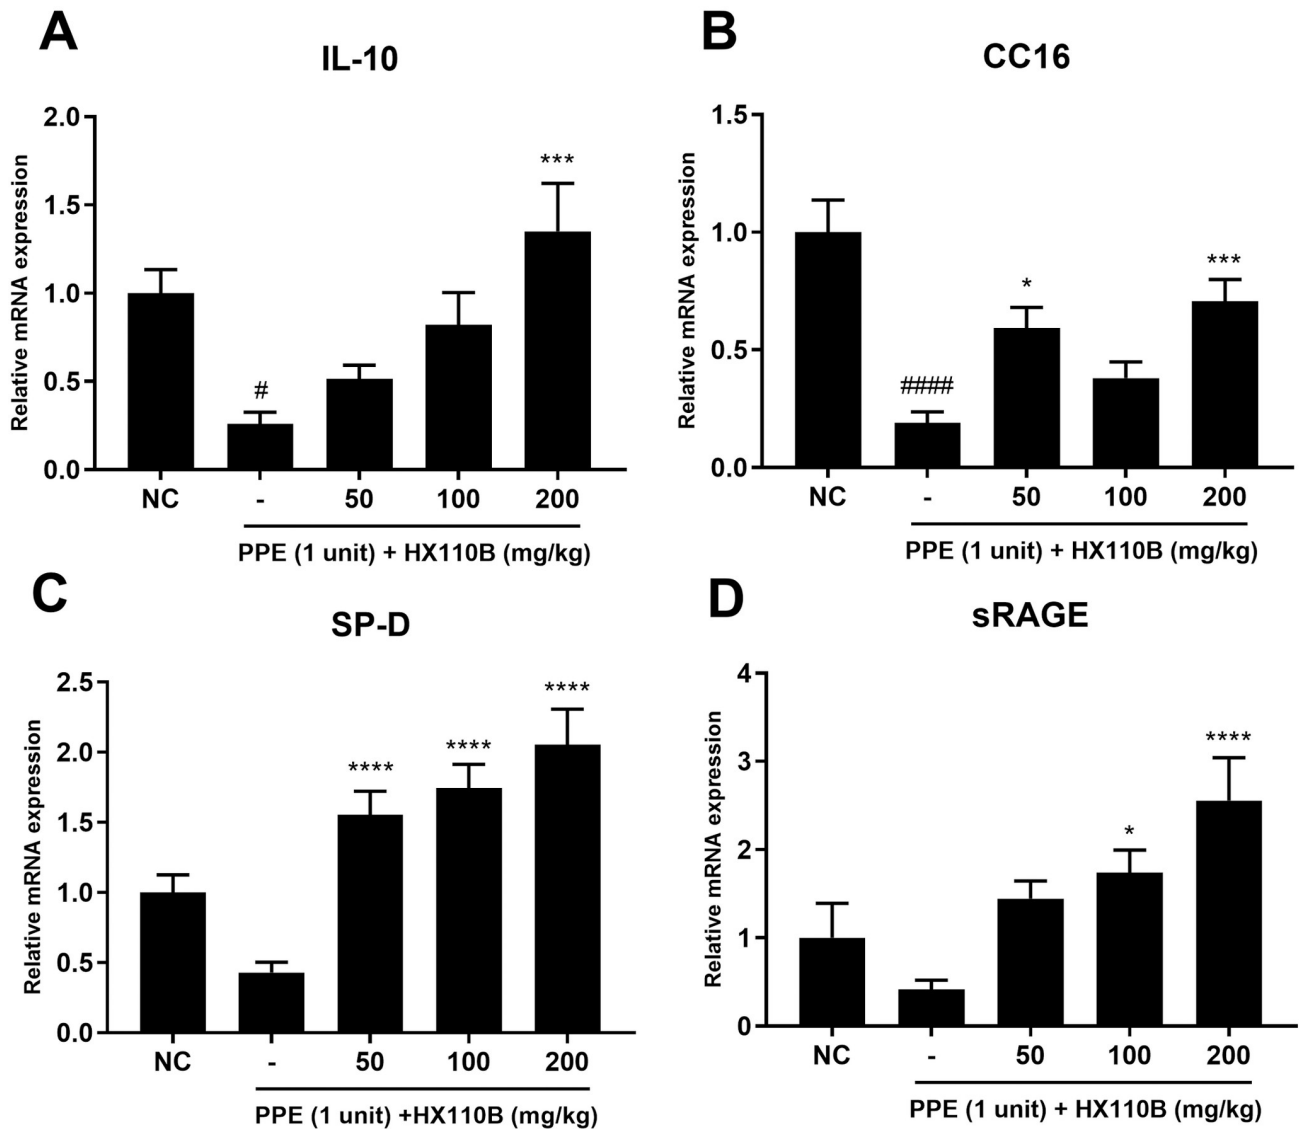 A
IL-10
Relative mRNA expression
2.0
1.5
1.0
0.5
0.0
#
***
NC - 50 100 200
PPE (1 unit) + HX110B (mg/kg)
B
CC16
Relative mRNA expression
1.5
1.0
0.5
0.0
####
*
***
NC - 50 100 200
PPE (1 unit) + HX110B (mg/kg)
C
SP-D
Relative mRNA expression
2.5
2.0
1.5
1.0
0.5
0.0
****
****
****
NC - 50 100 200
PPE (1 unit) +HX110B (mg/kg)
D
sRAGE
Relative mRNA expression
4
3
2
1
0
*
****
NC - 50 100 200
PPE (1 unit) + HX110B (mg/kg)